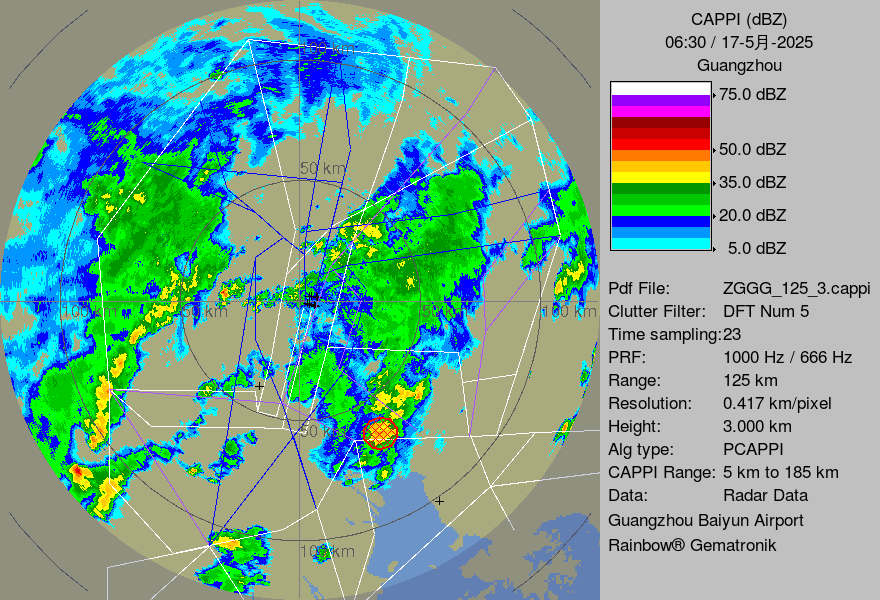 CAPPI (dBZ)
06:30 / 17-5月-2025
Guangzhou
75.0 dBZ
50.0 dBZ
35.0 dBZ
20.0 dBZ
5.0 dBZ
Pdf File: ZGGG_125_3.cappi
Clutter Filter: DFT Num 5
Time sampling:23
PRF: 1000 Hz / 666 Hz
Range: 125 km
Resolution: 0.417 km/pixel
Height: 3.000 km
Alg type: PCAPPI
CAPPI Range: 5 km to 185 km
Data: Radar Data
Guangzhou Baiyun Airport
Rainbow® Gematronik
50 km
100 km
50 km
50 km
100 km
50 km
100 km